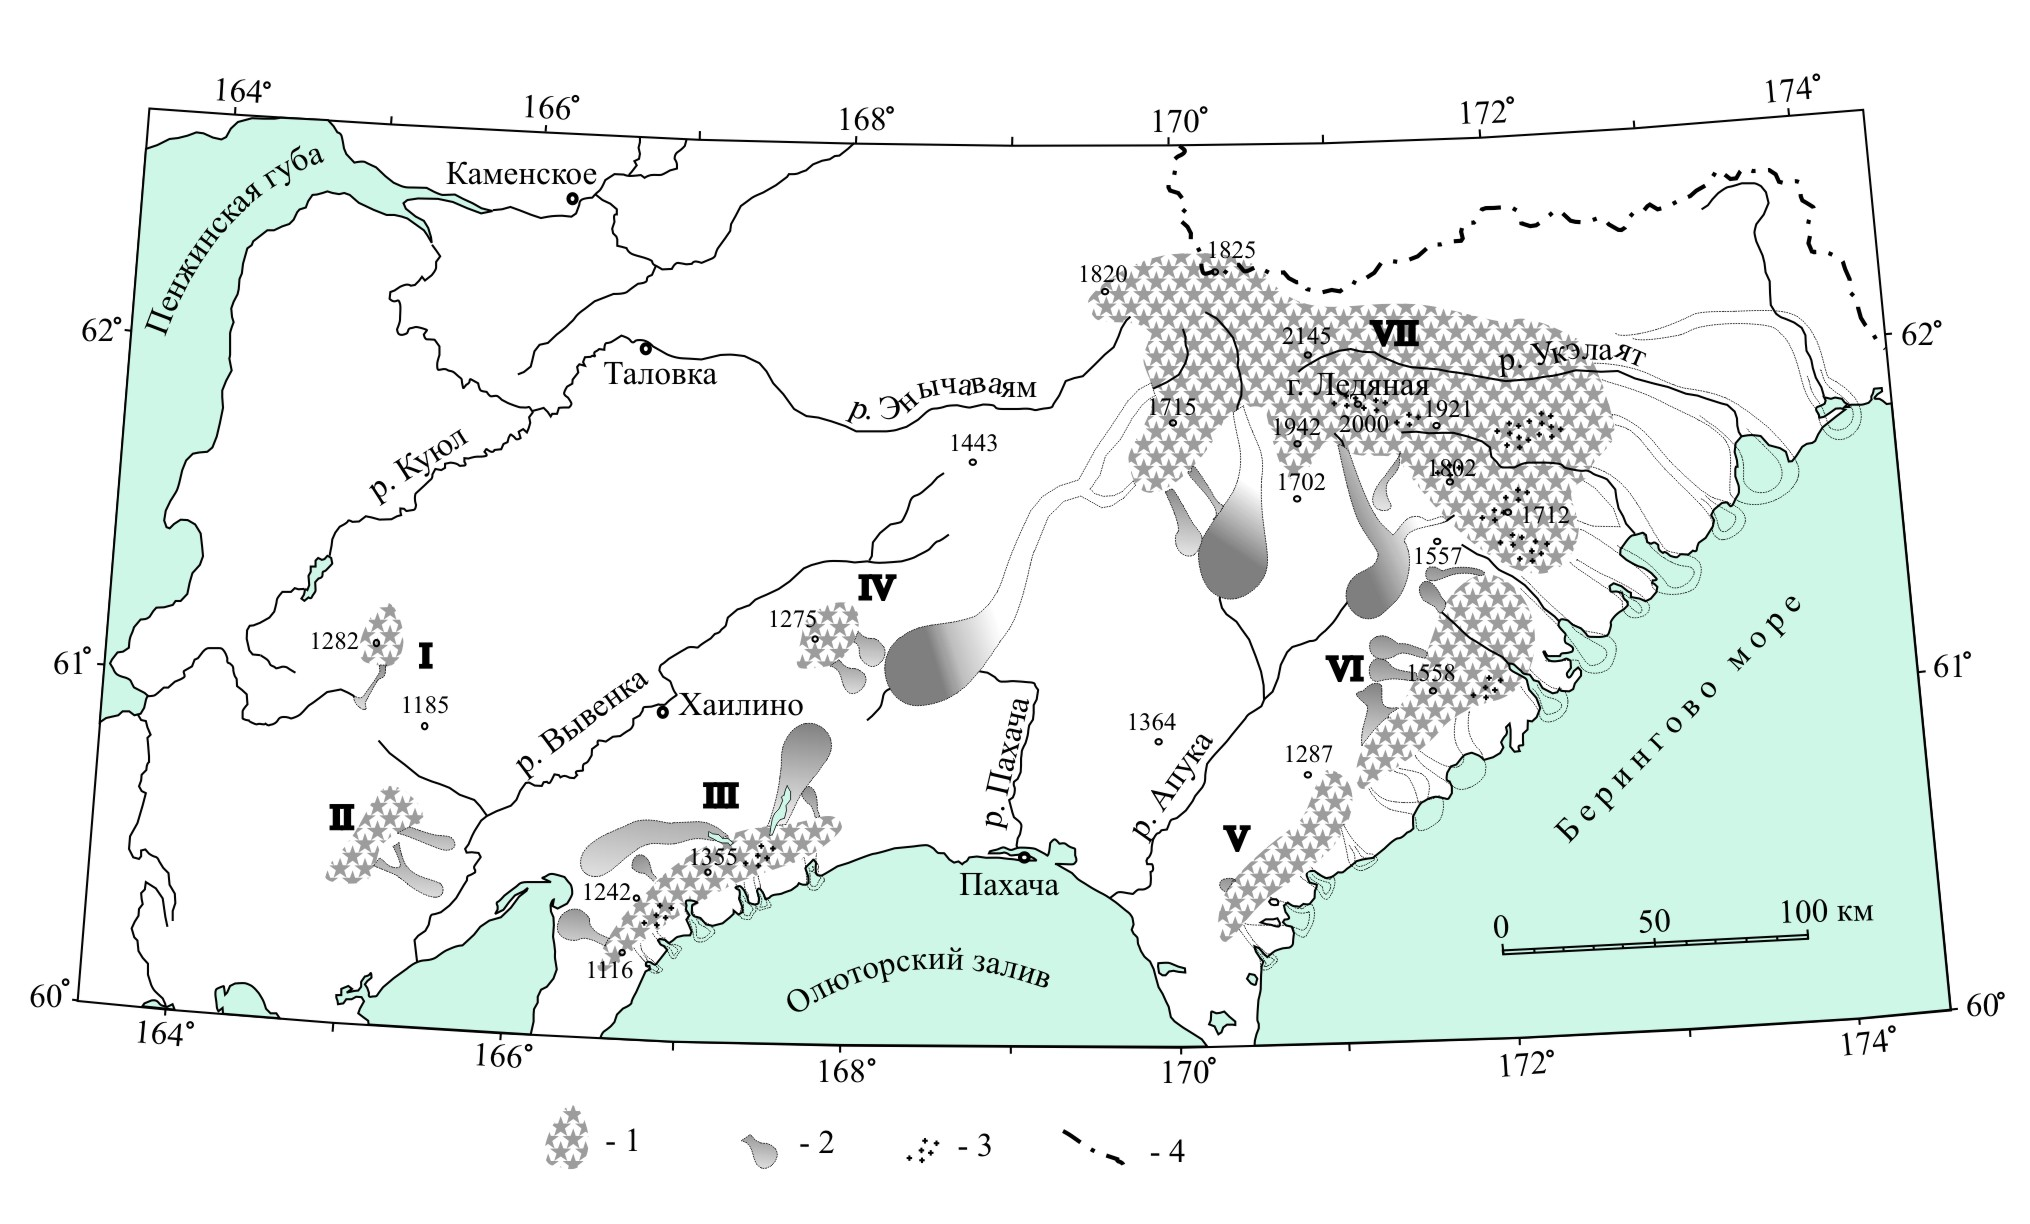 164°
166°
168°
170°
172°
174°
Пенжинская губа
Каменское
1825
1820
62°
62°
2145
VII
р. Укэлаят
Таловка
р. Энычаваям
г. Ледяная
1715
1942
2000
1921
1443
р. Куюл
1802
1702
1712
1557
IV
1275
1282
I
61°
61°
VI
1558
1185
р. Вывенка
Хаилино
1364
1287
р. Пахача
р. Апука
Берингово море
II
III
V
1355
1242
Пахача
1116
Олюторский залив
0 50 100 км
60°
60°
164°
166°
168°
170°
172°
174°
- 1
- 2
- 3
- 4